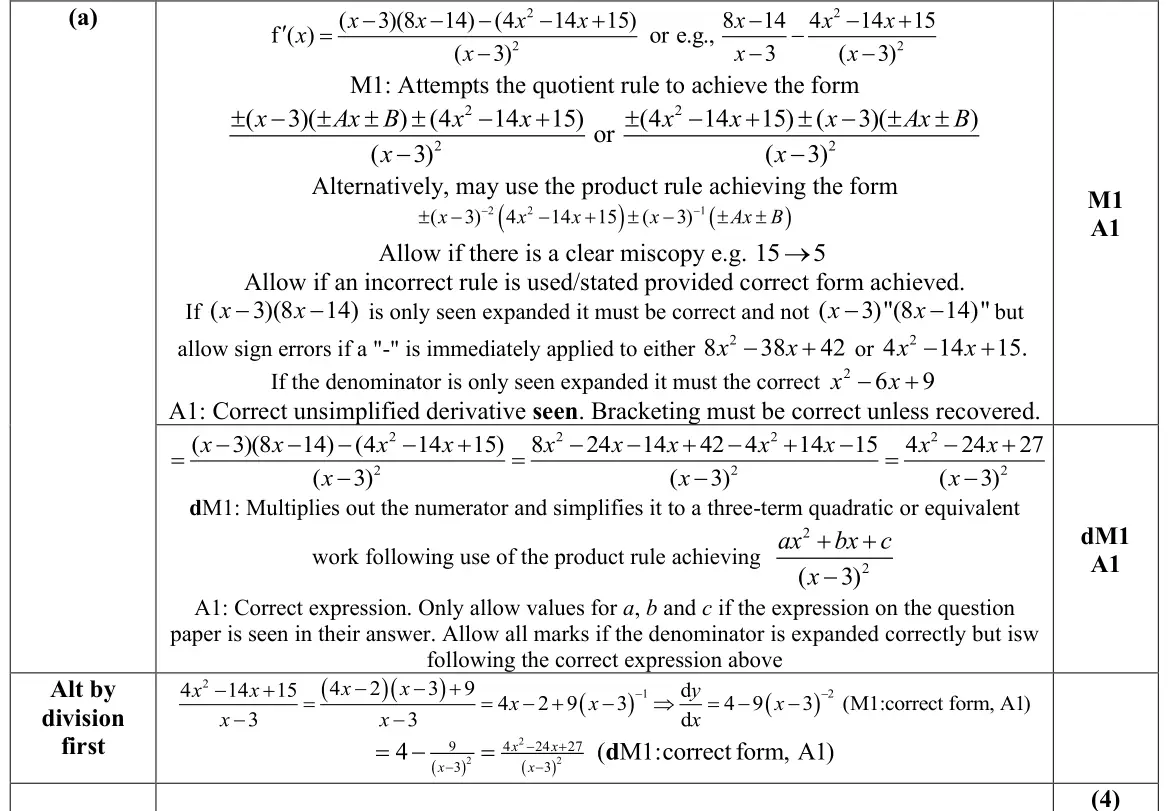 (a)
f′(x) = ((x−3)(8x−14)−(4x²−14x+15))/(x−3)² or e.g., (8x−14)/(x−3) − (4x²−14x+15)/(x−3)²
M1: Attempts the quotient rule to achieve the form
(±(x−3)(±Ax±B)±(4x²−14x+15))/(x−3)² or (±(4x²−14x+15)±(x−3)(±Ax±B))/(x−3)²
Alternatively, may use the product rule achieving the form
±(x−3)⁻²(4x²−14x+15)±(x−3)⁻¹(±Ax±B)
Allow if there is a clear miscopy e.g. 15→5
Allow if an incorrect rule is used/stated provided correct form achieved.
If (x−3)(8x−14) is only seen expanded it must be correct and not (x−3)"(8x−14)" but
allow sign errors if a "-" is immediately applied to either 8x²−38x+42 or 4x²−14x+15.
If the denominator is only seen expanded it must the correct x²−6x+9
A1: Correct unsimplified derivative seen. Bracketing must be correct unless recovered.
M1
A1
= ((x−3)(8x−14)−(4x²−14x+15))/(x−3)² = (8x²−24x−14x+42−4x²+14x−15)/(x−3)² = (4x²−24x+27)/(x−3)²
dM1: Multiplies out the numerator and simplifies it to a three-term quadratic or equivalent
work following use of the product rule achieving (ax²+bx+c)/(x−3)²
A1: Correct expression. Only allow values for a, b and c if the expression on the question
paper is seen in their answer. Allow all marks if the denominator is expanded correctly but isw
following the correct expression above
dM1
A1
Alt by
division
first
(4x²−14x+15)/(x−3) = ((4x−2)(x−3)+9)/(x−3) = 4x−2+9(x−3)⁻¹ ⇒ dy/dx = 4−9(x−3)⁻² (M1:correct form, A1)
= 4 − 9/(x−3)² = (4x²−24x+27)/(x−3)² (dM1:correct form, A1)
(4)